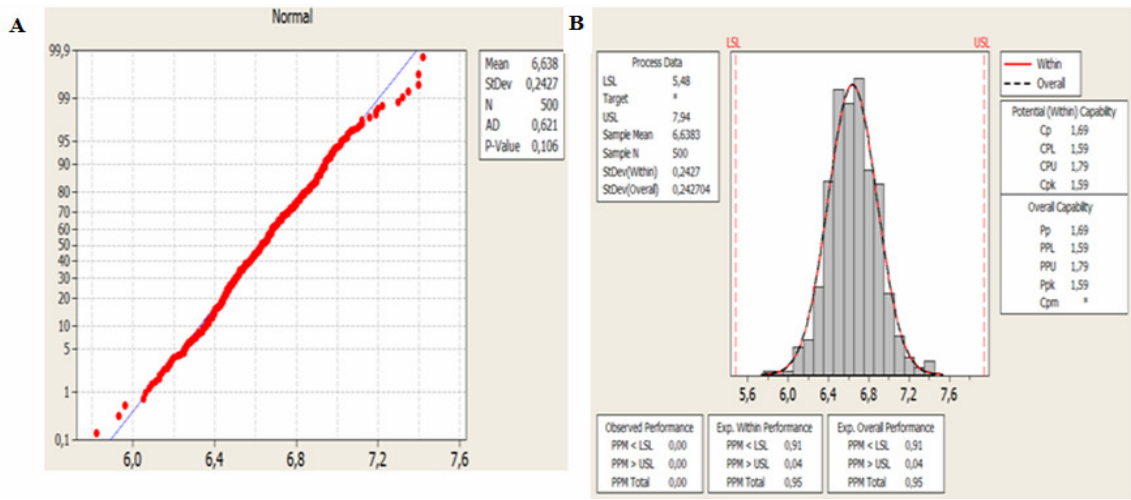 A
Normal
99,9
99
95
90
80
70
60
50
40
30
20
10
5
1
0,1
6,0 6,4 6,8 7,2 7,6
Mean 6,638
StDev 0,2427
N 500
AD 0,621
P-Value 0,106
B
LSL USL
Process Data
LSL 5,48
Target *
USL 7,94
Sample Mean 6,6383
Sample N 500
StDev(Within) 0,2427
StDev(Overall) 0,242704
Within
Overall
Potential (Within) Capability
Cp 1,69
CPL 1,59
CPU 1,79
Cpk 1,59
Overall Capability
Pp 1,69
PPL 1,59
PPU 1,79
Ppk 1,59
Cpm *
5,6 6,0 6,4 6,8 7,2 7,6
Observed Performance
PPM < LSL 0,00
PPM > USL 0,00
PPM Total 0,00
Exp. Within Performance
PPM < LSL 0,91
PPM > USL 0,04
PPM Total 0,95
Exp. Overall Performance
PPM < LSL 0,91
PPM > USL 0,04
PPM Total 0,95